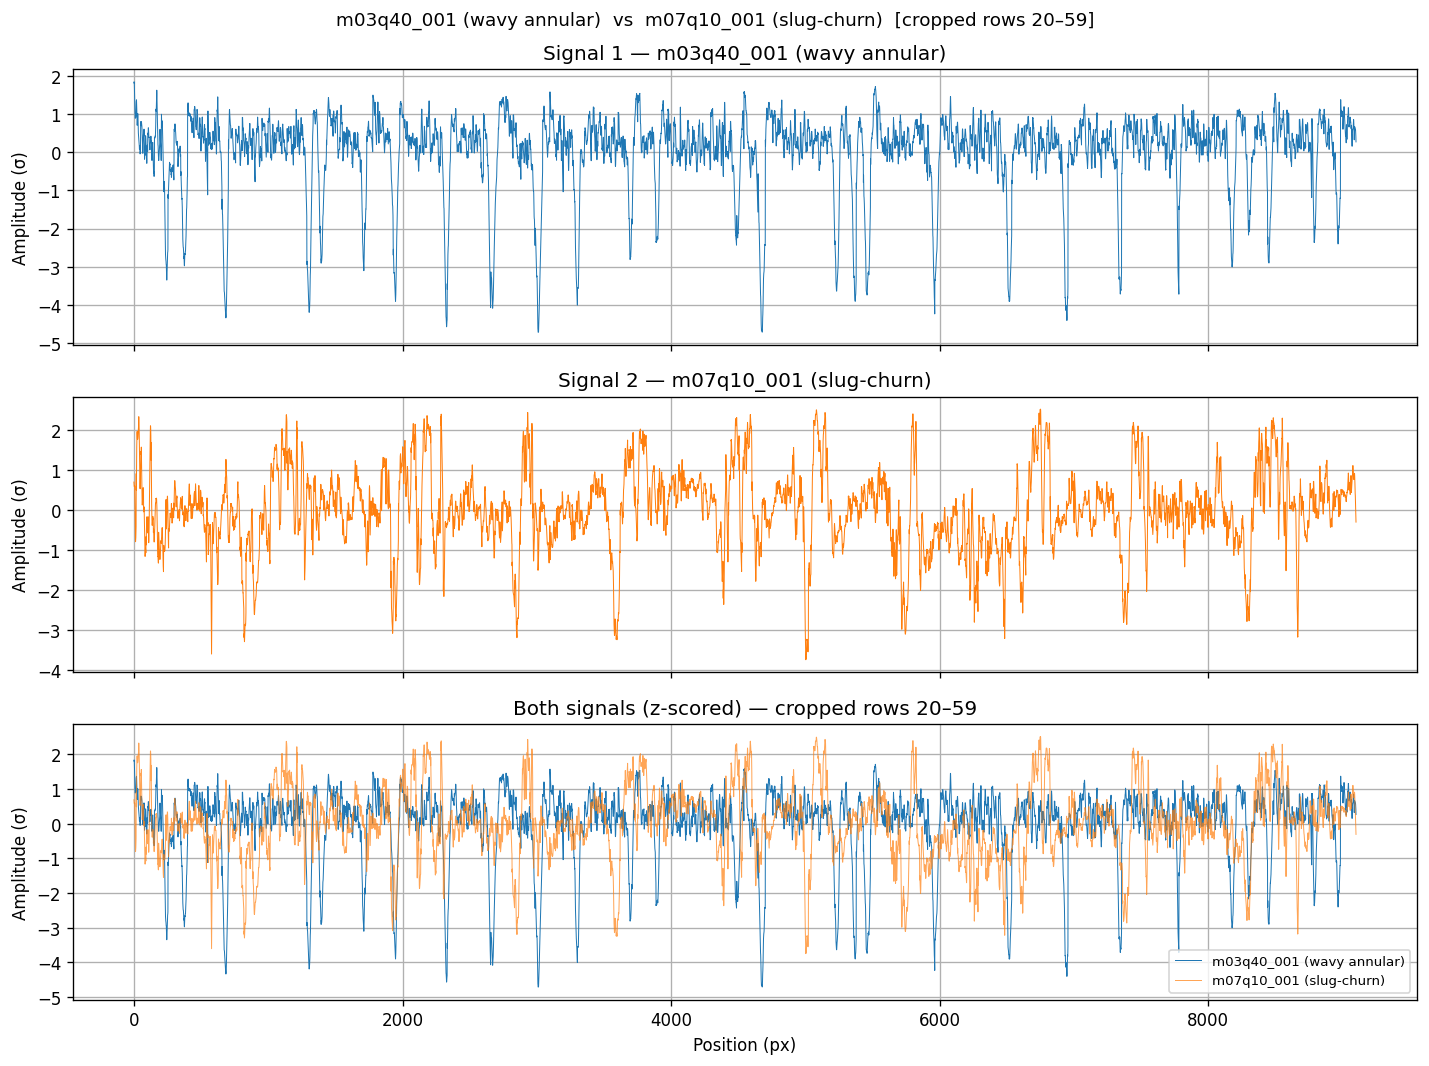 m03q40_001 (wavy annular)  vs  m07q10_001 (slug-churn)  [cropped rows 20–59]
Signal 1 — m03q40_001 (wavy annular)
2
1
0
−1
−2
−3
−4
−5
Amplitude (σ)
Signal 2 — m07q10_001 (slug-churn)
2
1
0
−1
−2
−3
−4
Amplitude (σ)
Both signals (z-scored) — cropped rows 20–59
2
1
0
−1
−2
−3
−4
−5
Amplitude (σ)
m03q40_001 (wavy annular)
m07q10_001 (slug-churn)
0 2000 4000 6000 8000
Position (px)